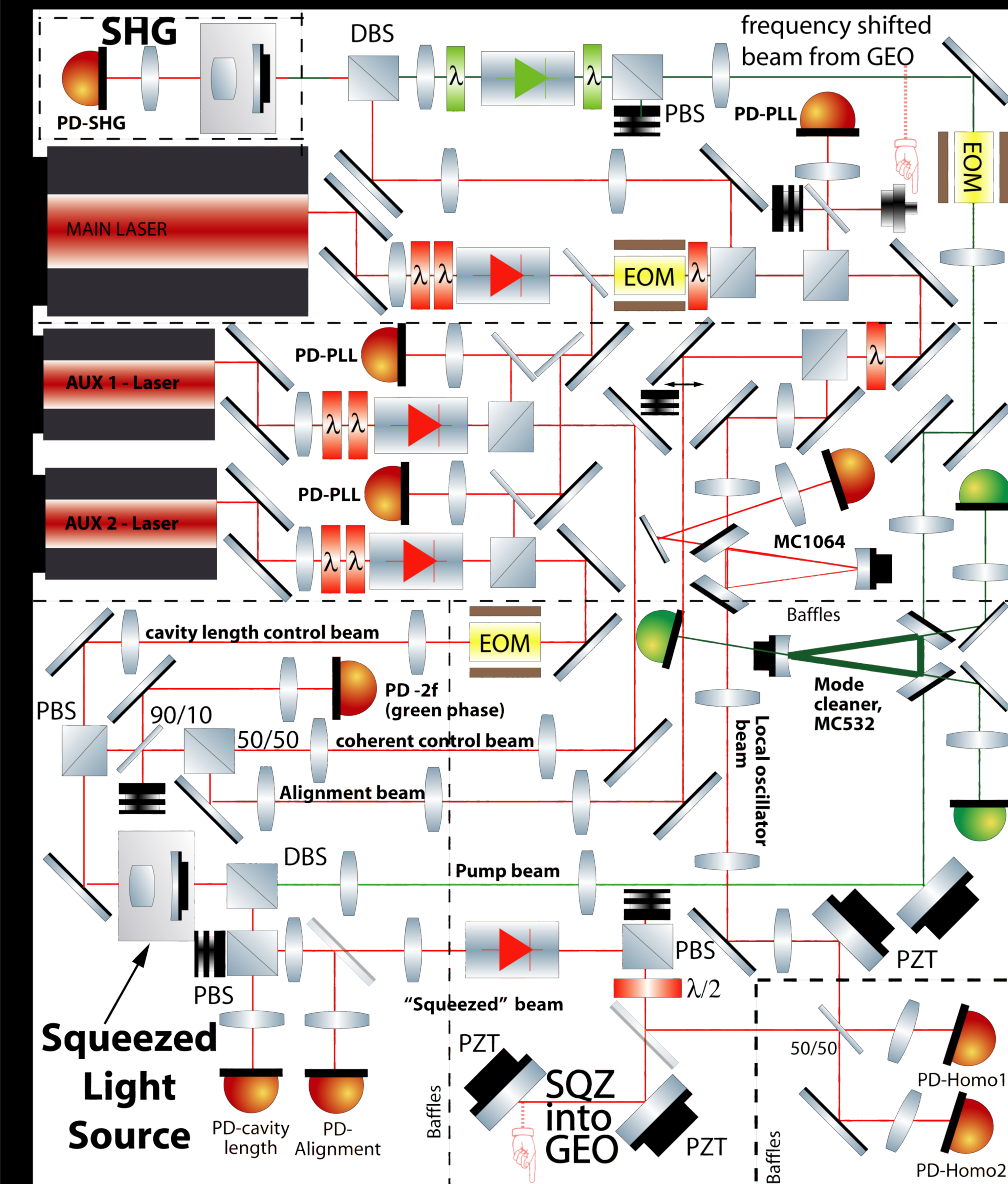 SHG
DBS
frequency shifted
beam from GEO
PD-SHG
λ
λ
PBS
PD-PLL
EOM
MAIN LASER
λ
λ
EOM
λ
PD-PLL
λ
AUX 1 - Laser
λ
λ
PD-PLL
AUX 2 - Laser
λ
λ
MC1064
Baffles
cavity length control beam
EOM
PD -2f
(green phase)
Mode
cleaner,
MC532
PBS
90/10
50/50
coherent control beam
Local oscillator
beam
Alignment beam
DBS
Pump beam
PBS
PZT
PBS
λ/2
"Squeezed" beam
Squeezed
Light
Source
PZT
SQZ
into
GEO
50/50
PD-Homo1
PD-cavity
length
PD-
Alignment
Baffles
PZT
Baffles
PD-Homo2